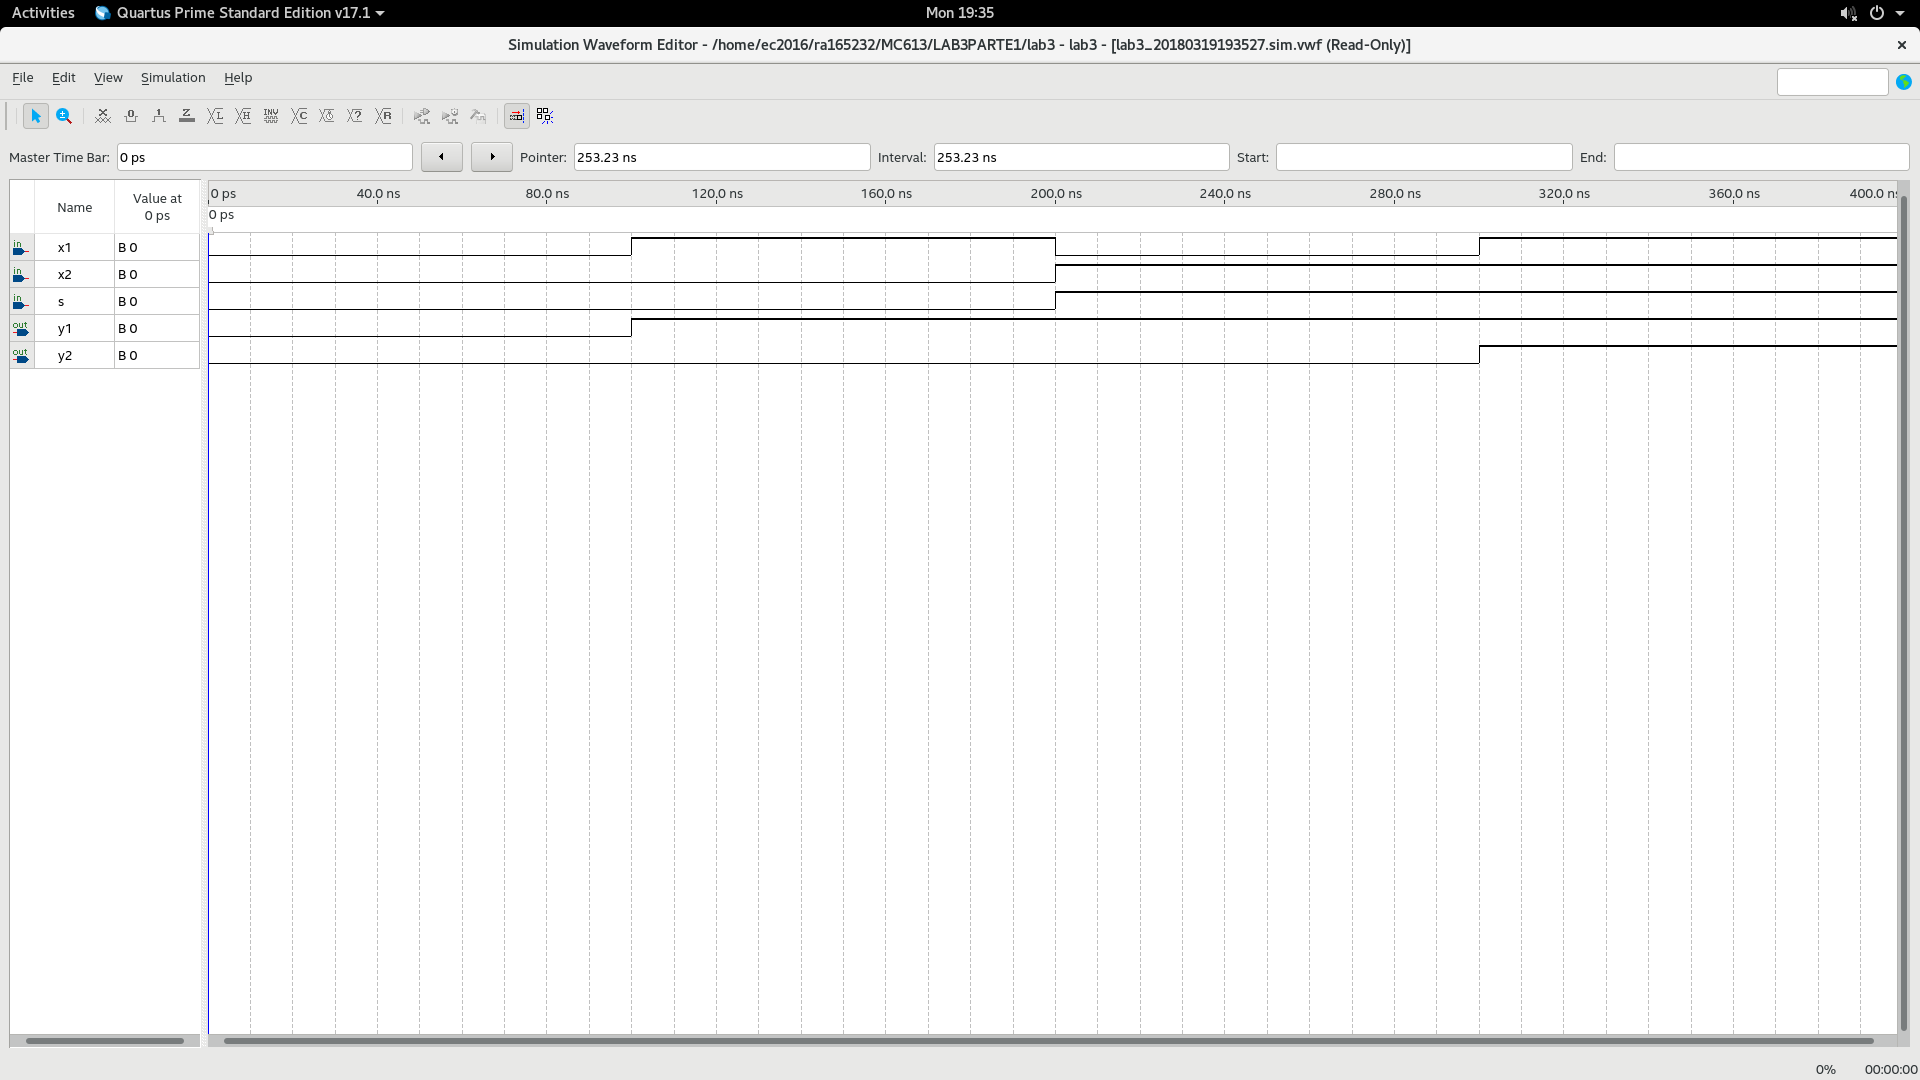 Activities Quartus Prime Standard Edition v17.1 Mon 19:35
Simulation Waveform Editor - /home/ec2016/ra165232/MC613/LAB3PARTE1/lab3 - lab3 - [lab3_20180319193527.sim.vwf (Read-Only)]
File Edit View Simulation Help
Master Time Bar: 0 ps Pointer: 253.23 ns Interval: 253.23 ns Start: End:
Name Value at 0 ps
0 ps 40.0 ns 80.0 ns 120.0 ns 160.0 ns 200.0 ns 240.0 ns 280.0 ns 320.0 ns 360.0 ns 400.0 ns
0 ps
in x1 B 0
in x2 B 0
in s B 0
out y1 B 0
out y2 B 0
0% 00:00:00